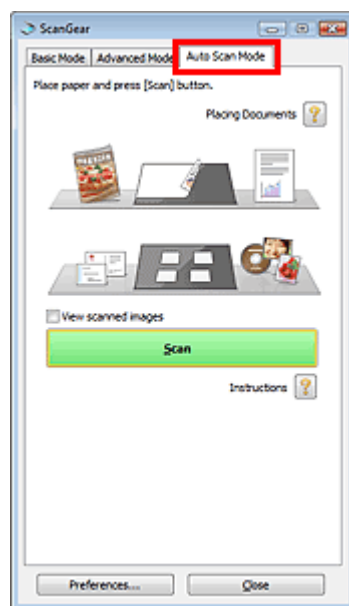 ScanGear
Basic Mode Advanced Mode Auto Scan Mode
Place paper and press [Scan] button.
Placing Documents ?
MAGAZINE
View scanned images
Scan
Instructions ?
Preferences... Close